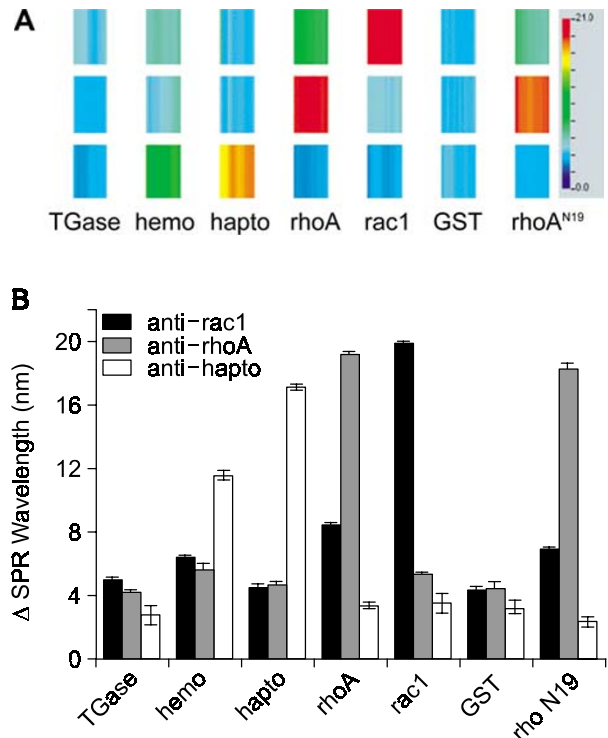 A
21.0
0.0
TGase hemo hapto rhoA rac1 GST rhoA^N19
B
anti-rac1
anti-rhoA
anti-hapto
Δ SPR Wavelength (nm)
20
16
12
8
4
0
TGase hemo hapto rhoA rac1 GST rho N19